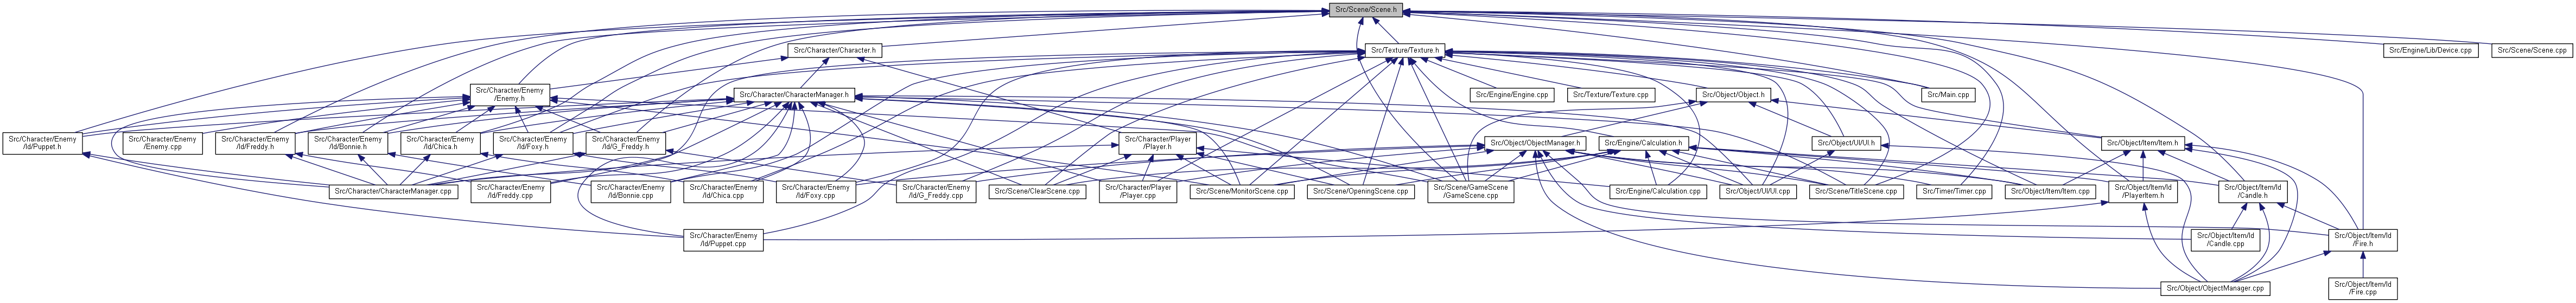 Src/Scene/Scene.h
Src/Character/Character.h
Src/Texture/Texture.h
Src/Engine/Lib/Device.cpp
Src/Scene/Scene.cpp
Src/Character/Enemy
/Enemy.h
Src/Character/CharacterManager.h
Src/Engine/Engine.cpp
Src/Texture/Texture.cpp
Src/Object/Object.h
Src/Main.cpp
Src/Character/Enemy
/Id/Puppet.h
Src/Character/Enemy
/Enemy.cpp
Src/Character/Enemy
/Id/Freddy.h
Src/Character/Enemy
/Id/Bonnie.h
Src/Character/Enemy
/Id/Chica.h
Src/Character/Enemy
/Id/Foxy.h
Src/Character/Enemy
/Id/G_Freddy.h
Src/Character/Player
/Player.h
Src/Object/ObjectManager.h
Src/Engine/Calculation.h
Src/Object/UI/UI.h
Src/Object/Item/Item.h
Src/Character/CharacterManager.cpp
Src/Character/Enemy
/Id/Freddy.cpp
Src/Character/Enemy
/Id/Bonnie.cpp
Src/Character/Enemy
/Id/Chica.cpp
Src/Character/Enemy
/Id/Foxy.cpp
Src/Character/Enemy
/Id/G_Freddy.cpp
Src/Scene/ClearScene.cpp
Src/Character/Player
/Player.cpp
Src/Scene/MonitorScene.cpp
Src/Scene/OpeningScene.cpp
Src/Scene/GameScene
/GameScene.cpp
Src/Engine/Calculation.cpp
Src/Object/UI/UI.cpp
Src/Scene/TitleScene.cpp
Src/Timer/Timer.cpp
Src/Object/Item/Item.cpp
Src/Object/Item/Id
/PlayerItem.h
Src/Object/Item/Id
/Candle.h
Src/Character/Enemy
/Id/Puppet.cpp
Src/Object/Item/Id
/Candle.cpp
Src/Object/Item/Id
/Fire.h
Src/Object/ObjectManager.cpp
Src/Object/Item/Id
/Fire.cpp